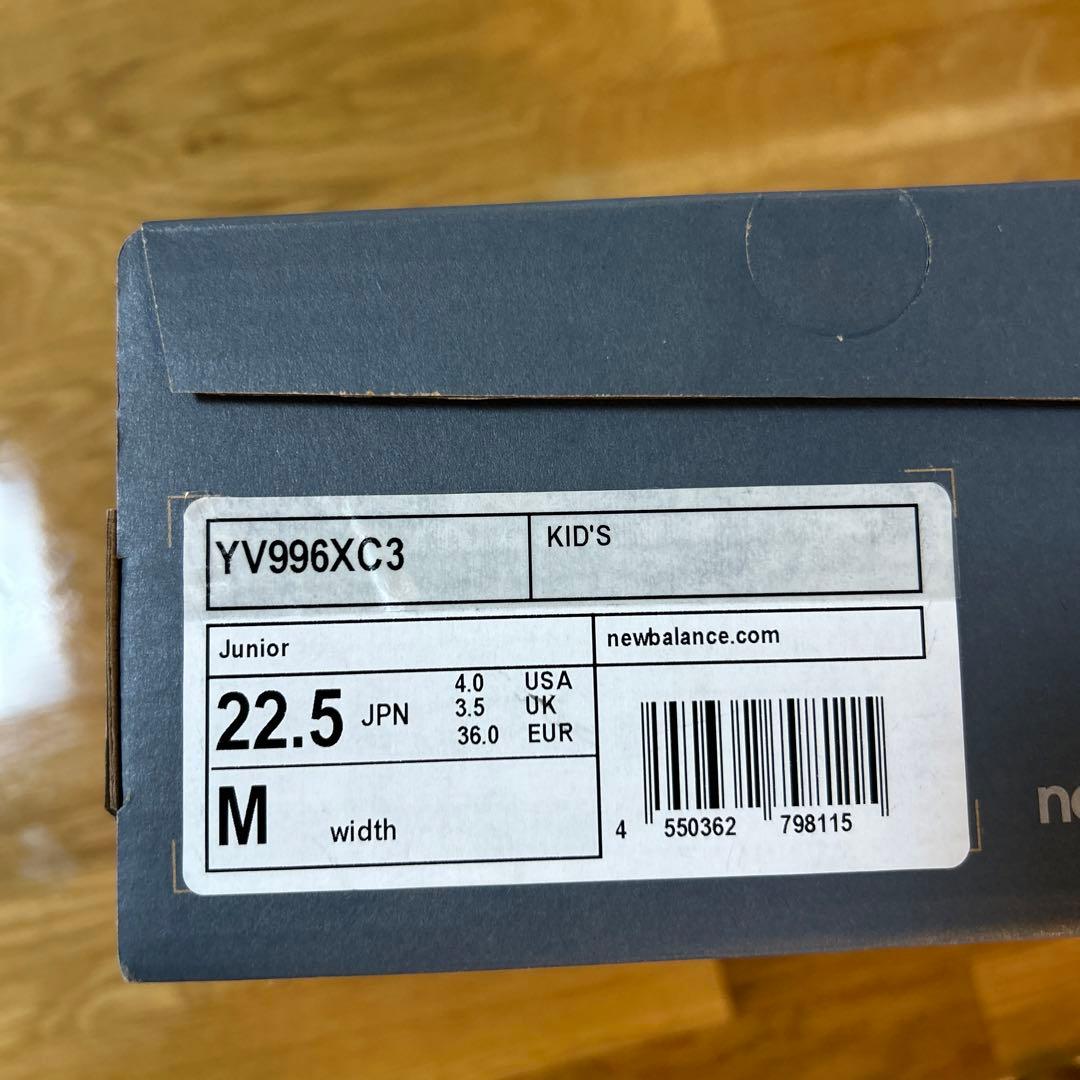 YV996XC3
KID'S
Junior
newbalance.com
22.5 JPN
4.0 USA
3.5 UK
36.0 EUR
M width
4 550362 798115